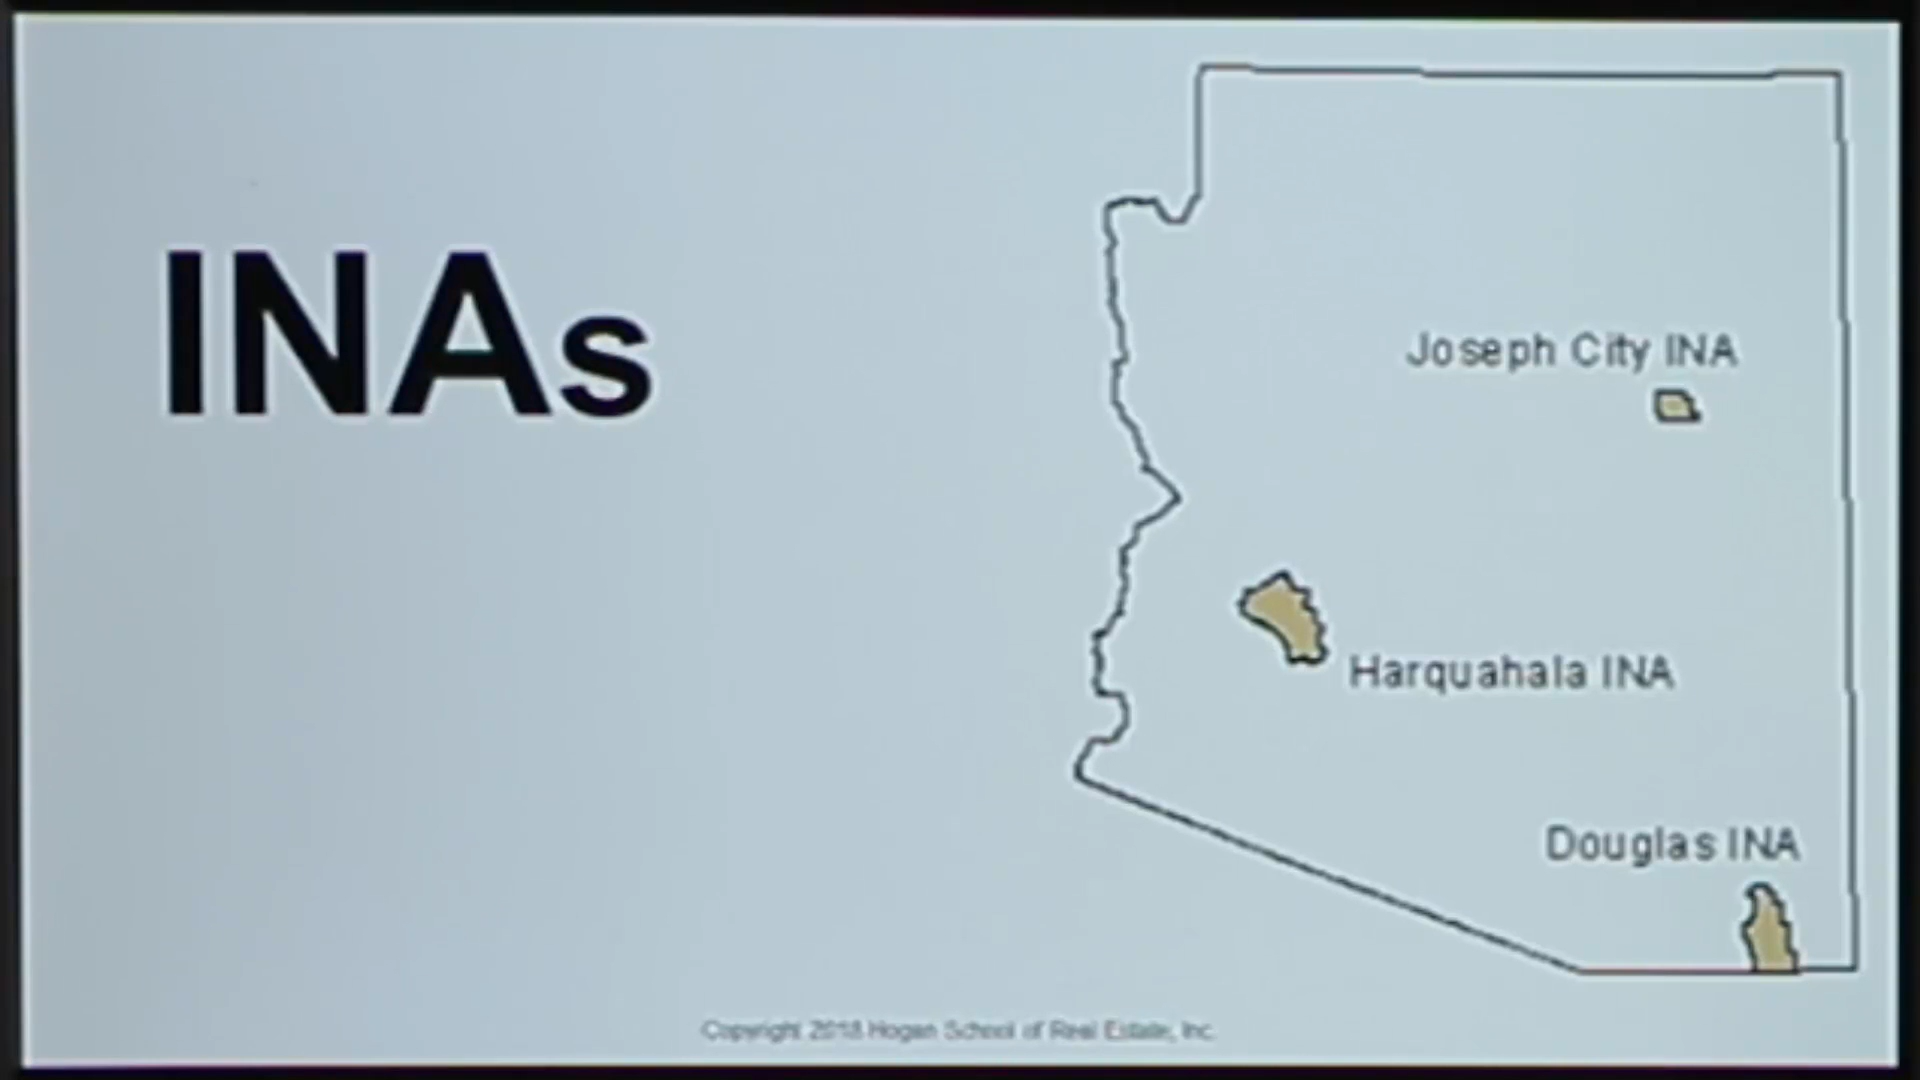 INAs
Joseph City INA
Harquahala INA
Douglas INA
Copyright 2018 Hogan School of Real Estate, Inc.